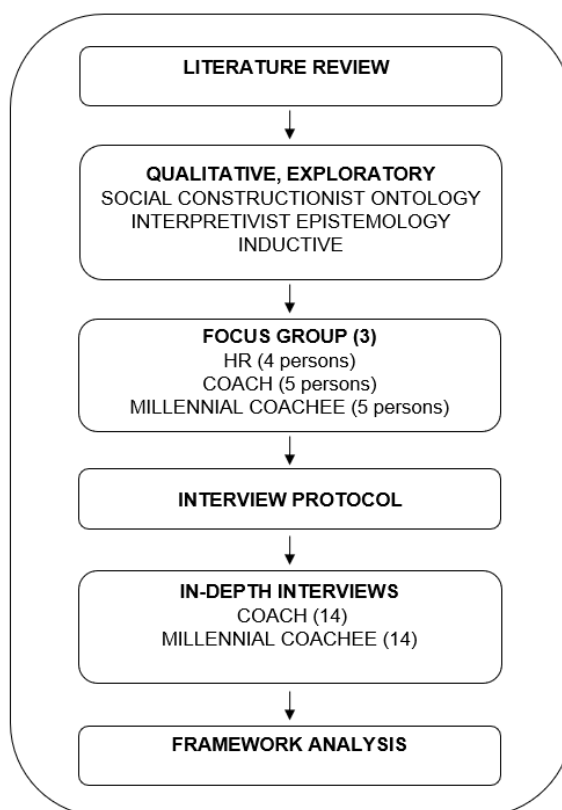 LITERATURE REVIEW
QUALITATIVE, EXPLORATORY
SOCIAL CONSTRUCTIONIST ONTOLOGY
INTERPRETIVIST EPISTEMOLOGY
INDUCTIVE
FOCUS GROUP (3)
HR (4 persons)
COACH (5 persons)
MILLENNIAL COACHEE (5 persons)
INTERVIEW PROTOCOL
IN-DEPTH INTERVIEWS
COACH (14)
MILLENNIAL COACHEE (14)
FRAMEWORK ANALYSIS